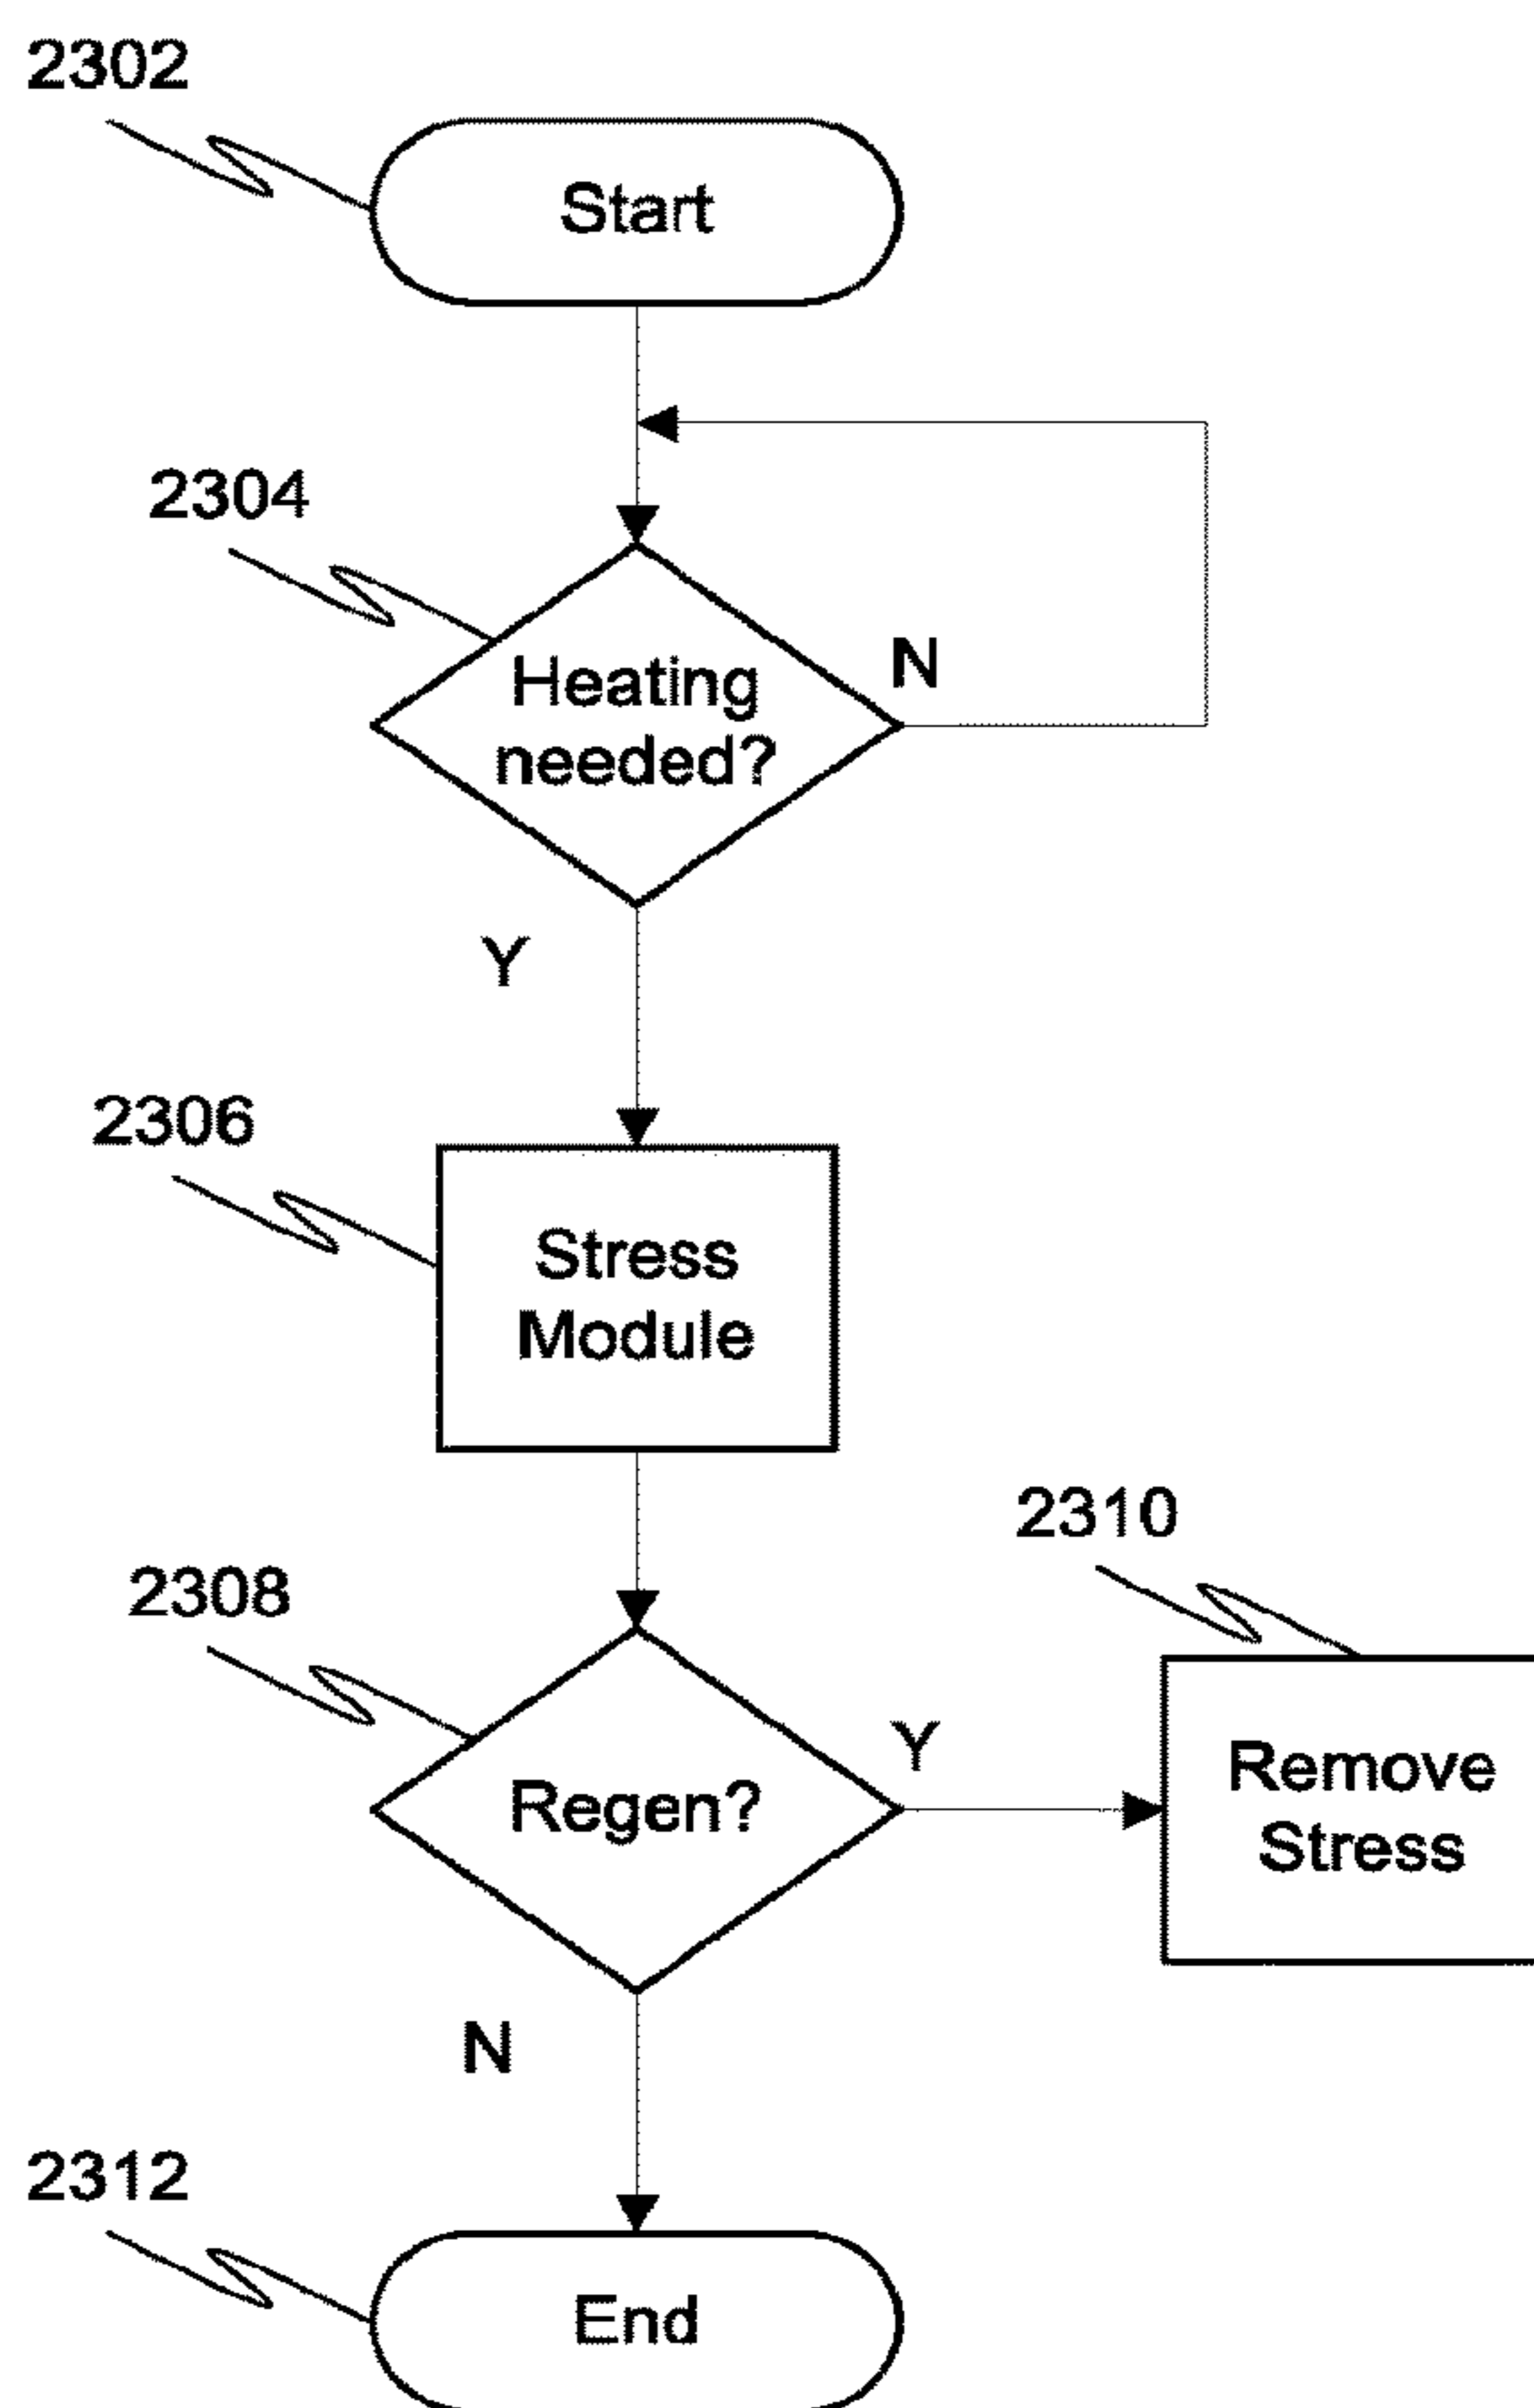 2302
Start
2304
Heating
needed?
N
Y
2306
Stress
Module
2310
2308
Y
Regen?
Remove
Stress
N
2312
End